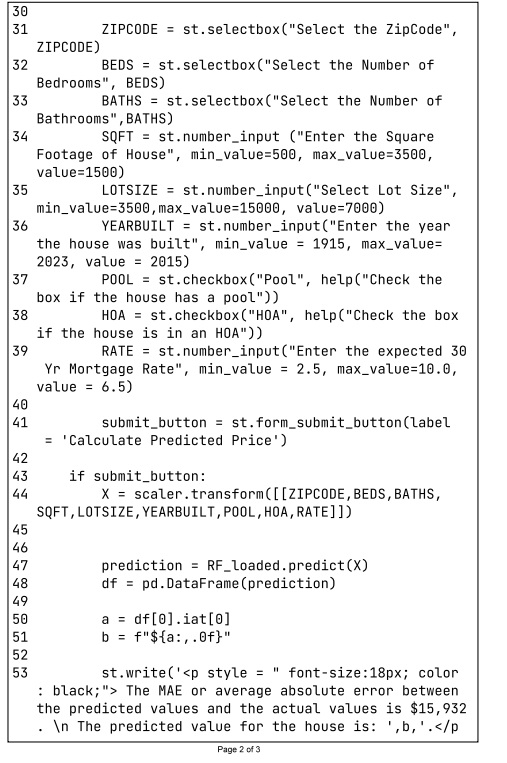 30
31 ZIPCODE = st.selectbox("Select the ZipCode",
ZIPCODE)
32 BEDS = st.selectbox("Select the Number of
Bedrooms", BEDS)
33 BATHS = st.selectbox("Select the Number of
Bathrooms",BATHS)
34 SQFT = st.number_input ("Enter the Square
Footage of House", min_value=500, max_value=3500,
value=1500)
35 LOTSIZE = st.number_input("Select Lot Size",
min_value=3500,max_value=15000, value=7000)
36 YEARBUILT = st.number_input("Enter the year
the house was built", min_value = 1915, max_value=
2023, value = 2015)
37 POOL = st.checkbox("Pool", help("Check the
box if the house has a pool"))
38 HOA = st.checkbox("HOA", help("Check the box
if the house is in an HOA"))
39 RATE = st.number_input("Enter the expected 30
Yr Mortgage Rate", min_value = 2.5, max_value=10.0,
value = 6.5)
40
41 submit_button = st.form_submit_button(label
= 'Calculate Predicted Price')
42
43 if submit_button:
44 X = scaler.transform([[ZIPCODE,BEDS,BATHS,
SQFT,LOTSIZE,YEARBUILT,POOL,HOA,RATE]])
45
46
47 prediction = RF_loaded.predict(X)
48 df = pd.DataFrame(prediction)
49
50 a = df[0].iat[0]
51 b = f"${a:,.0f}"
52
53 st.write('<p style = " font-size:18px; color
: black;"> The MAE or average absolute error between
the predicted values and the actual values is $15,932
. \n The predicted value for the house is: ',b,'.</p
Page 2 of 3